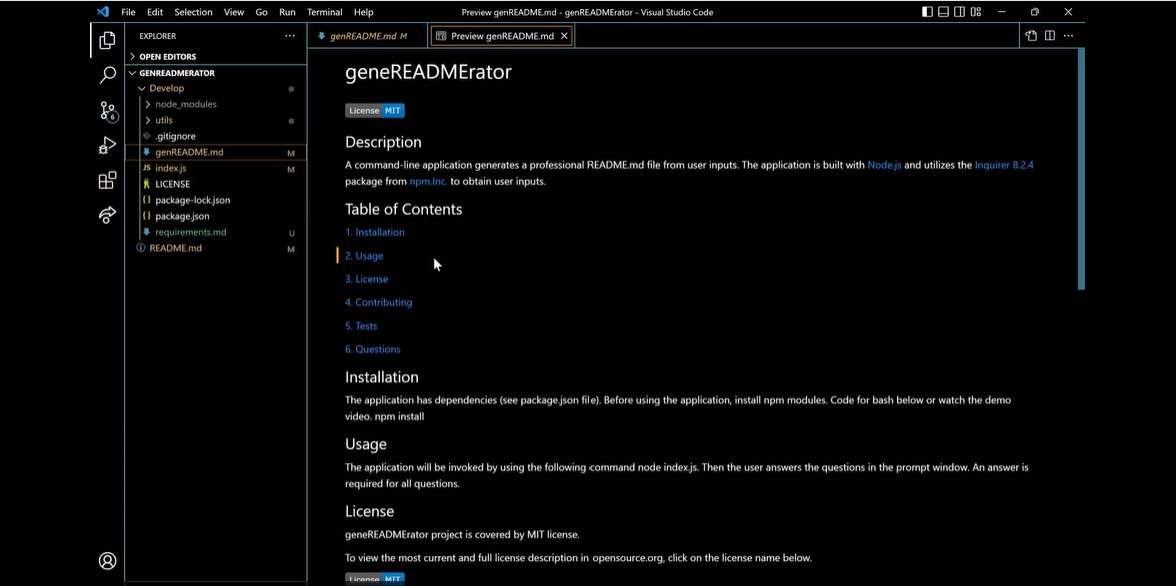 File Edit Selection View Go Run Terminal Help Preview genREADME.md - genREADMErator - Visual Studio Code
EXPLORER
genREADME.md M Preview genREADME.md
OPEN EDITORS
GENREADMERATOR
Develop
node_modules
utils
.gitignore
genREADME.md M
JS index.js M
LICENSE
{} package-lock.json
{} package.json
requirements.md U
README.md M
6
geneREADMErator
License MIT
Description
A command-line application generates a professional README.md file from user inputs. The application is built with Node.js and utilizes the Inquirer 8.2.4
package from npm.Inc. to obtain user inputs.
Table of Contents
1. Installation
2. Usage
3. License
4. Contributing
5. Tests
6. Questions
Installation
The application has dependencies (see package.json file). Before using the application, install npm modules. Code for bash below or watch the demo
video. npm install
Usage
The application will be invoked by using the following command node index.js. Then the user answers the questions in the prompt window. An answer is
required for all questions.
License
geneREADMErator project is covered by MIT license.
To view the most current and full license description in opensource.org, click on the license name below.
License MIT